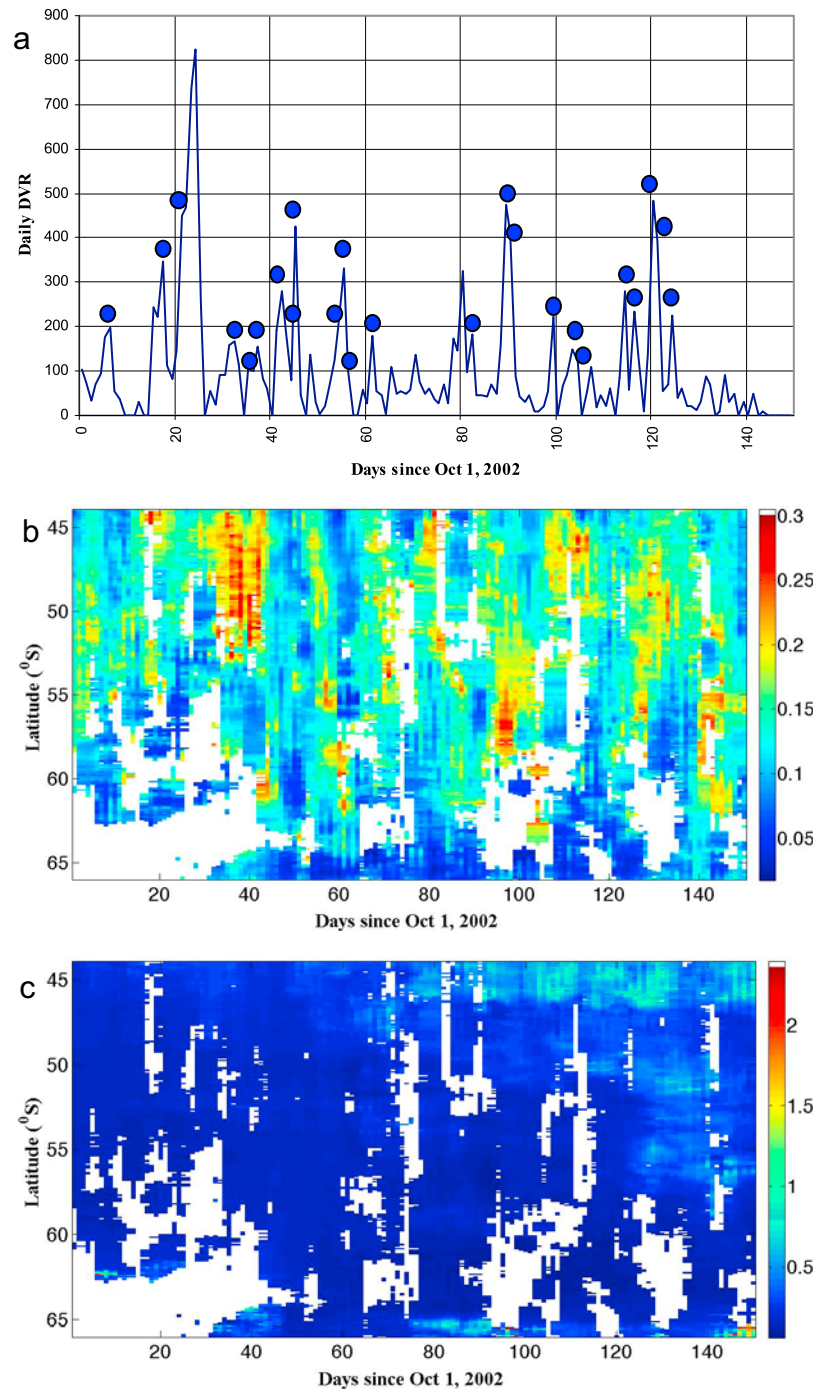 a
900
800
700
600
500
400
300
200
100
0
Daily DVR
0 20 40 60 80 100 120 140
Days since Oct 1, 2002
b
45
50
55
60
65
Latitude (⁰S)
0.3
0.25
0.2
0.15
0.1
0.05
20 40 60 80 100 120 140
Days since Oct 1, 2002
c
45
50
55
60
65
Latitude (⁰S)
2
1.5
1
0.5
20 40 60 80 100 120 140
Days since Oct 1, 2002